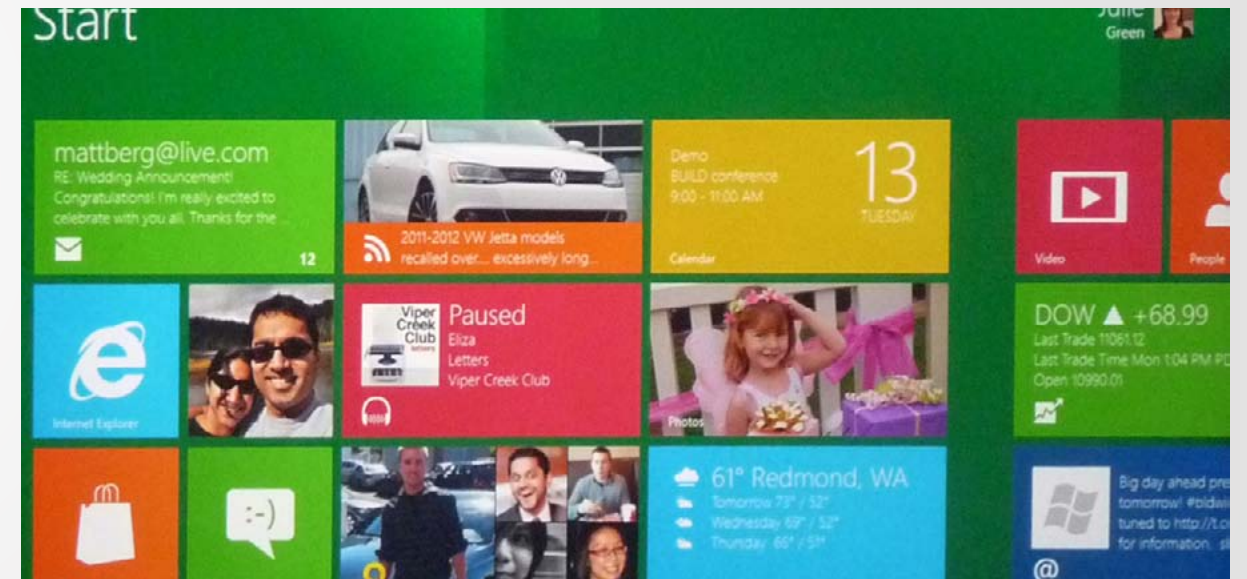 Start
Julie
Green
mattberg@live.com
RE: Wedding Announcement!
Congratulations! I'm really excited to
celebrate with you all. Thanks for the ...
12
2011-2012 VW Jetta models
recalled over... excessively long...
Demo
BUILD conference
9:00 - 11:00 AM
13
TUESDAY
Calendar
Video
People
Internet Explorer
Viper
Creek
Club
letters
Paused
Eliza
Letters
Viper Creek Club
Photos
DOW ▲ +68.99
Last Trade 11061.12
Last Trade Time Mon 1:04 PM PD
Open 10990.01
:-)
61° Redmond, WA
Tomorrow 73° / 52°
Wednesday 69° / 52°
Thursday 66° / 51°
Big day ahead pre
tomorrow! #bldwi
tuned to http://t.c
for information.
@